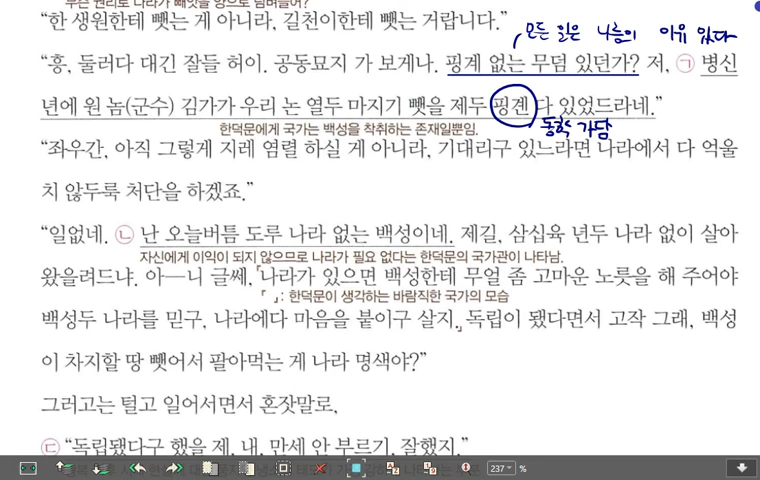 무슨 권리로 나라가 빼앗을 양으로 덤벼들어?
“한 생원한테 뺏는 게 아니라, 길천이한테 뺏는 거랍니다.”
모든 일은 나름의 이유 있다
“흥, 둘러다 대긴 잘들 허이. 공동묘지 가 보게나. 핑계 없는 무덤 있던가? 저, ㉠ 병신
년에 원 놈(군수) 김가가 우리 논 열두 마지기 뺏을 제두 핑곈 다 있었드라네.”
한덕문에게 국가는 백성을 착취하는 존재일뿐임.
동학 가담
“좌우간, 아직 그렇게 지레 염렬 하실 게 아니라, 기대리구 있느라면 나라에서 다 억울
치 않두룩 처단을 하겠죠.”
“일없네. ㉡ 난 오늘버틈 도루 나라 없는 백성이네. 제길, 삼십육 년두 나라 없이 살아
자신에게 이익이 되지 않으므로 나라가 필요 없다는 한덕문의 국가관이 나타남.
왔을려드냐. 아―니 글쎄,「나라가 있으면 백성한테 무얼 좀 고마운 노릇을 해 주어야
「 」: 한덕문이 생각하는 바람직한 국가의 모습
백성두 나라를 믿구, 나라에다 마음을 붙이구 살지.」 독립이 됐다면서 고작 그래, 백성
이 차지할 땅 뺏어서 팔아먹는 게 나라 명색야?”
그러고는 털고 일어서면서 혼잣말로,
㉢ “독립됐다구 했을 제, 내, 만세 안 부르기, 잘했지.”
237 %